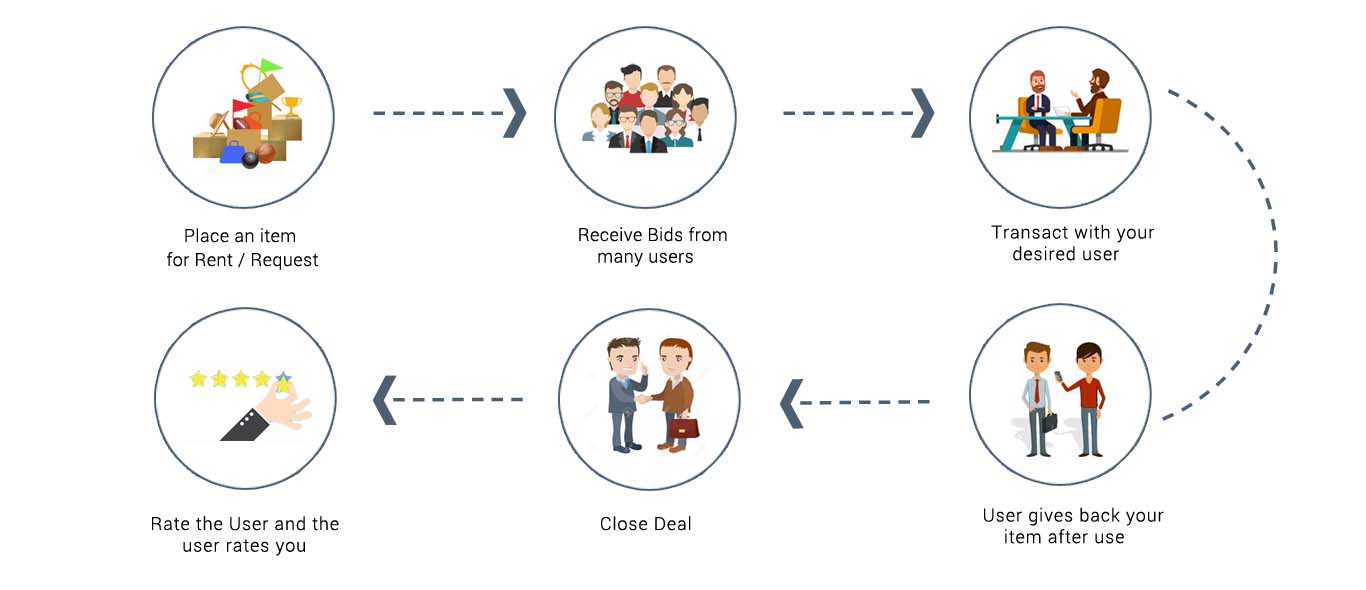 Place an item
for Rent / Request
Receive Bids from
many users
Transact with your
desired user
User gives back your
item after use
Close Deal
Rate the User and the
user rates you